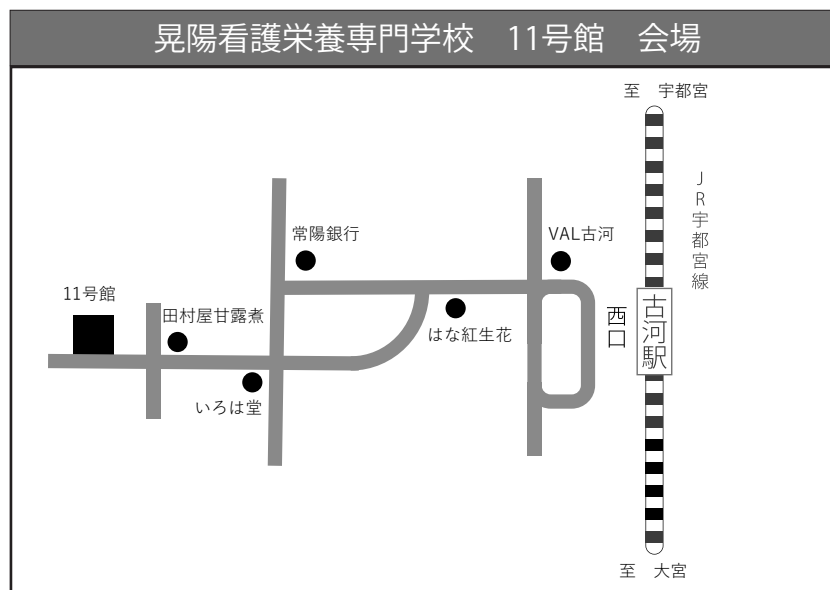 晃陽看護栄養専門学校　11号館　会場
至　宇都宮
JR宇都宮線
常陽銀行
VAL古河
11号館
田村屋甘露煮
はな紅生花
西口
古河駅
いろは堂
至　大宮